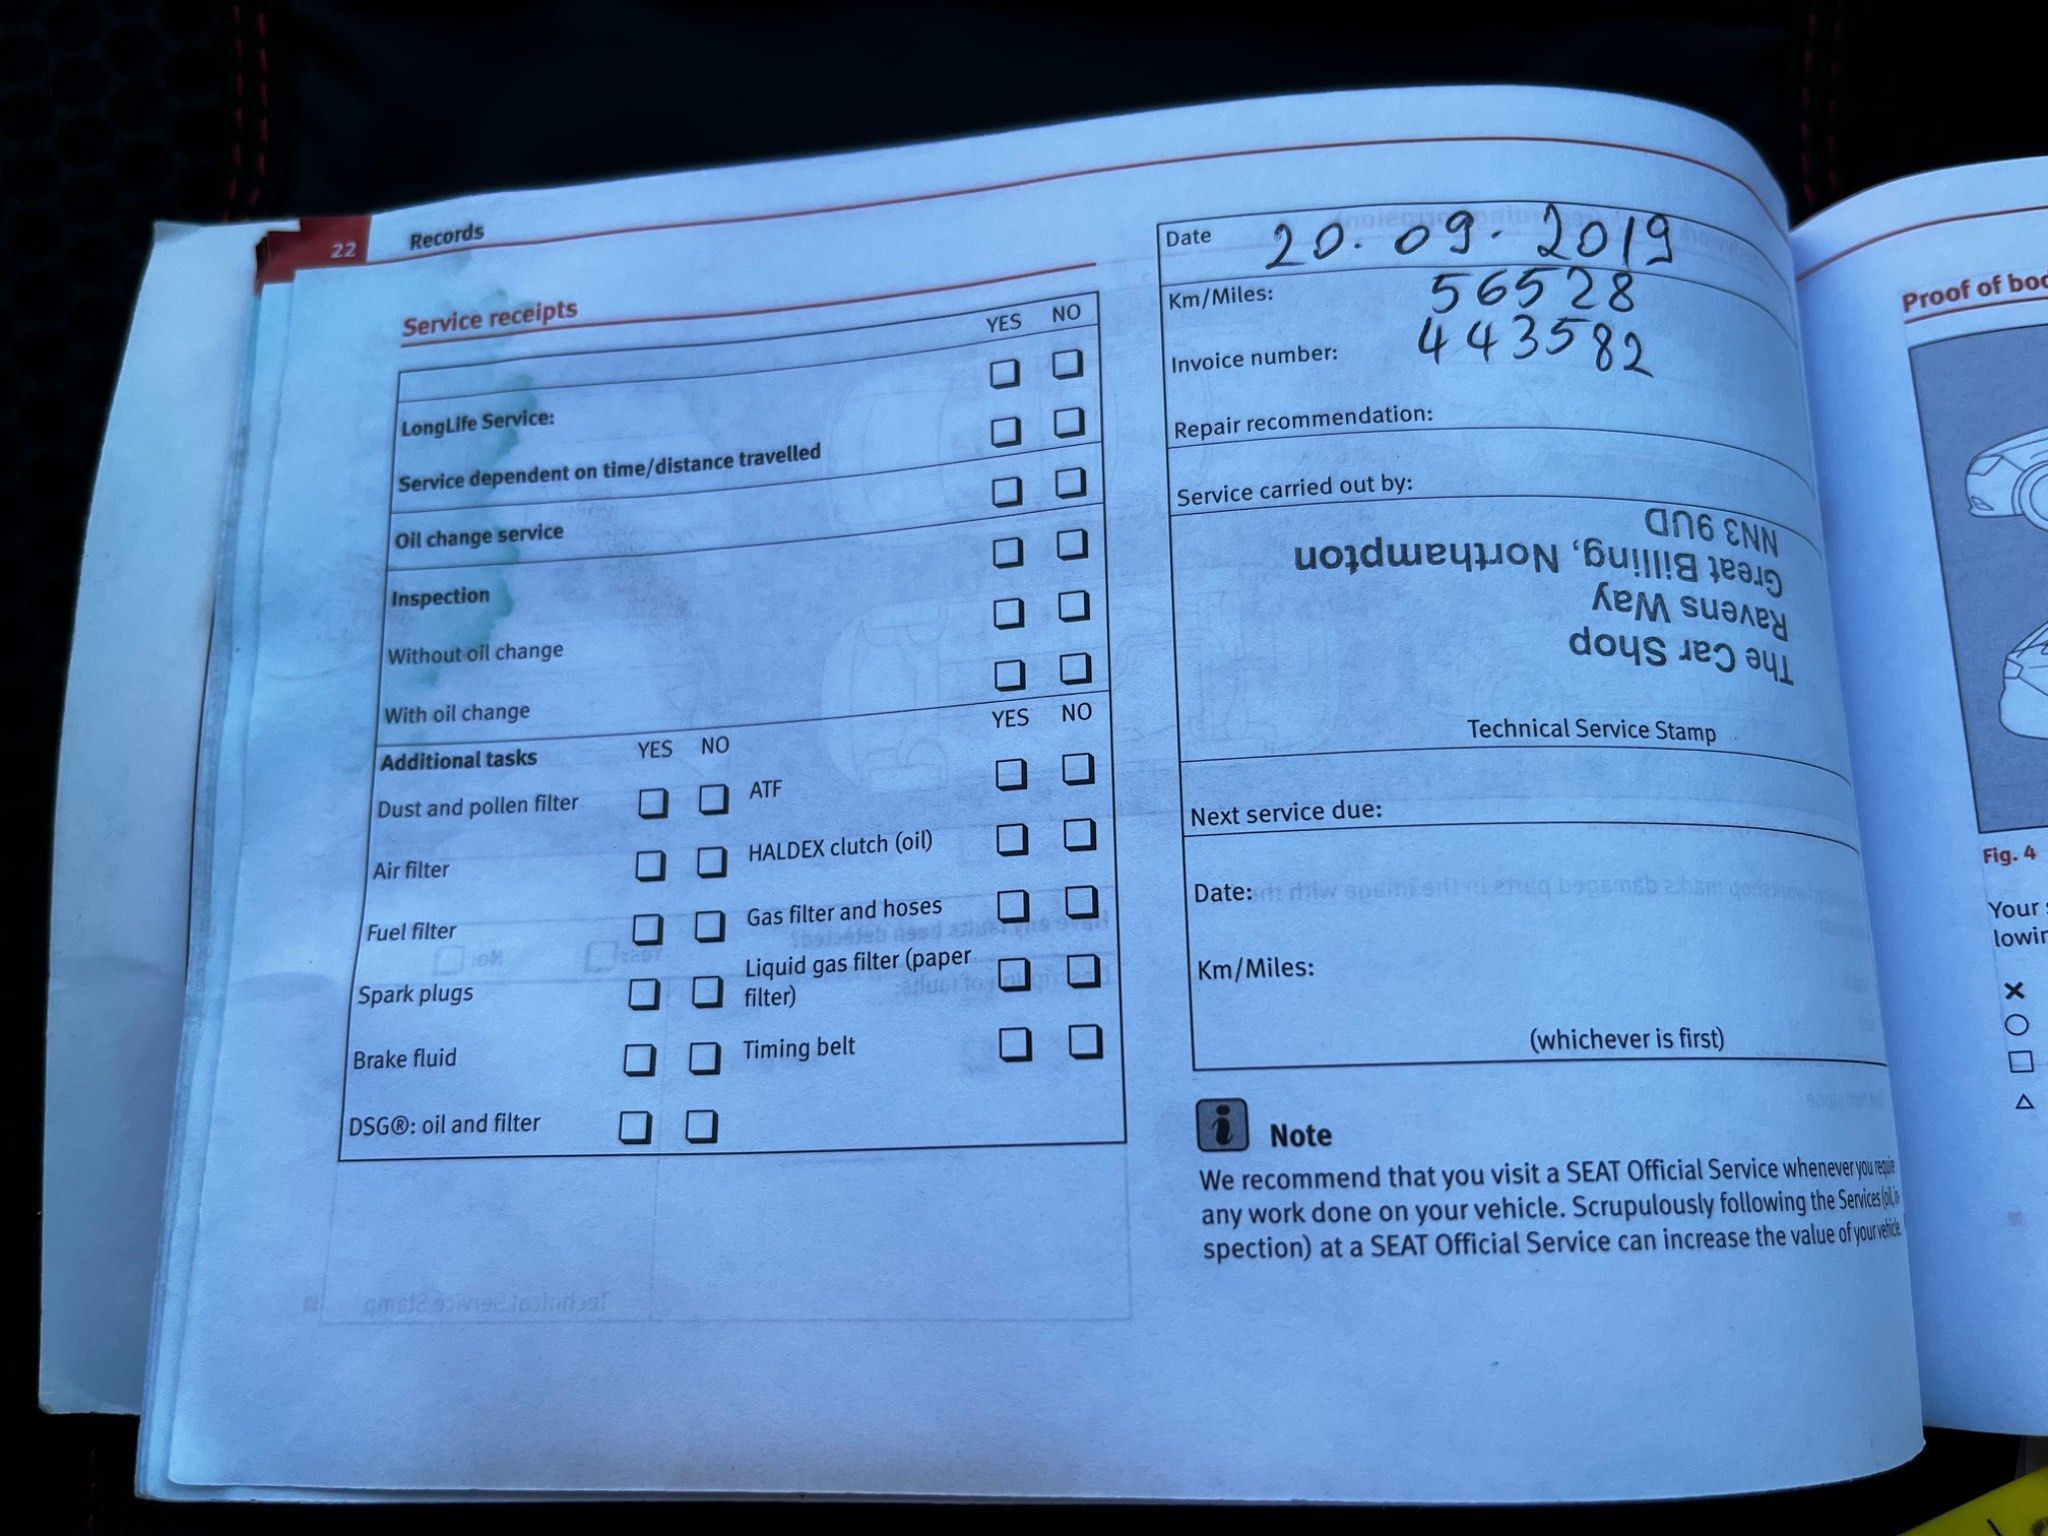 22 Records
Service receipts
YES NO
LongLife Service:
Service dependent on time/distance travelled
Oil change service
Inspection
Without oil change
With oil change
Additional tasks YES NO YES NO
Dust and pollen filter ATF
Air filter HALDEX clutch (oil)
Fuel filter Gas filter and hoses
Spark plugs Liquid gas filter (paper
filter)
Brake fluid Timing belt
DSG®: oil and filter
Date 20.09.2019
Km/Miles: 56528
Invoice number: 443582
Repair recommendation:
Service carried out by:
The Car Shop
Ravens Way
Great Billing, Northampton
NN3 9UD
Technical Service Stamp
Next service due:
Date:
Km/Miles:
(whichever is first)
i Note
We recommend that you visit a SEAT Official Service whenever you require
any work done on your vehicle. Scrupulously following the Services (oil, in-
spection) at a SEAT Official Service can increase the value of your vehicle.
Proof of
Fig. 4
Your